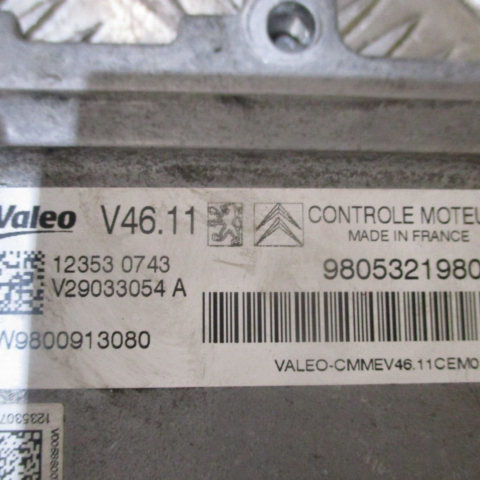 Valeo V46.11 CONTROLE MOTEU
MADE IN FRANCE
12353 0743
V29033054 A
9805321980
W9800913080
VALEO-CMMEV46.11CEM0